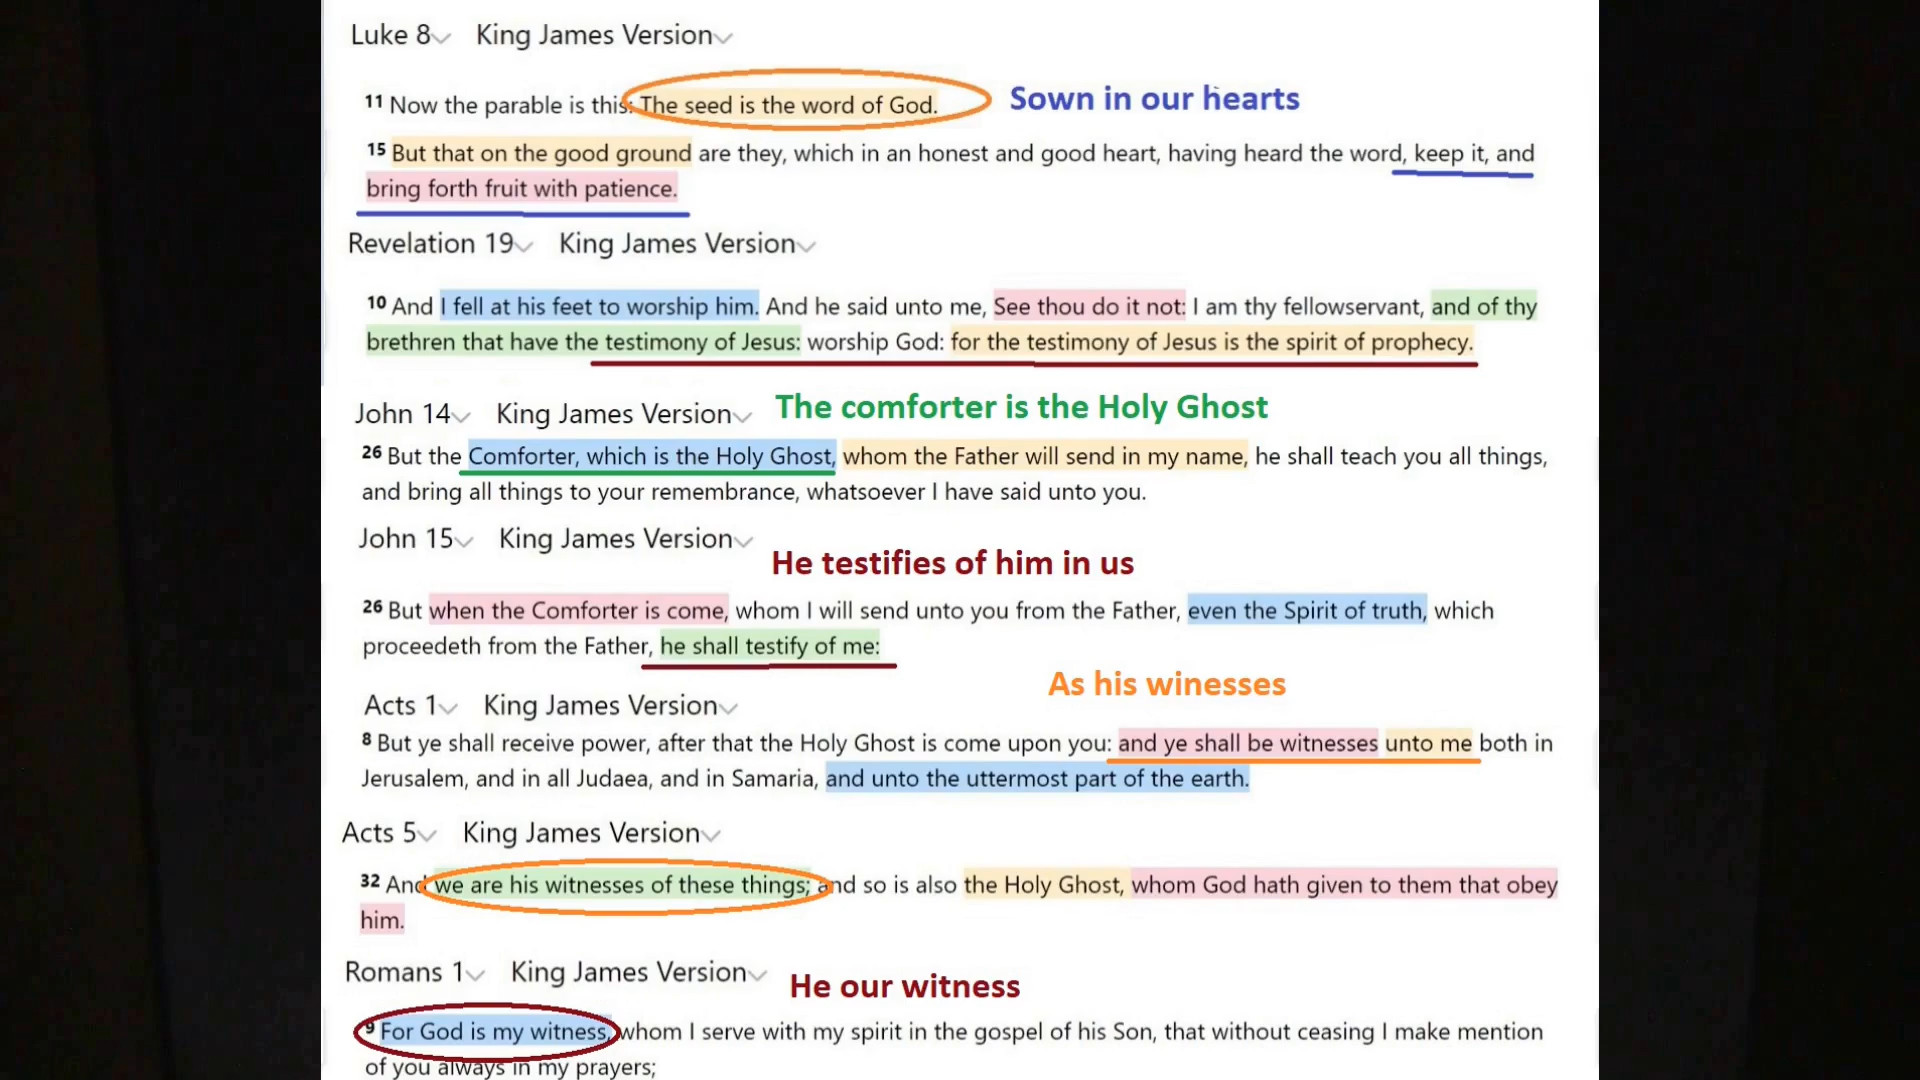 Luke 8 King James Version
11 Now the parable is this: The seed is the word of God. Sown in our hearts
15 But that on the good ground are they, which in an honest and good heart, having heard the word, keep it, and
bring forth fruit with patience.
Revelation 19 King James Version
10 And I fell at his feet to worship him. And he said unto me, See thou do it not: I am thy fellowservant, and of thy
brethren that have the testimony of Jesus: worship God: for the testimony of Jesus is the spirit of prophecy.
John 14 King James Version The comforter is the Holy Ghost
26 But the Comforter, which is the Holy Ghost, whom the Father will send in my name, he shall teach you all things,
and bring all things to your remembrance, whatsoever I have said unto you.
John 15 King James Version
He testifies of him in us
26 But when the Comforter is come, whom I will send unto you from the Father, even the Spirit of truth, which
proceedeth from the Father, he shall testify of me:
As his winesses
Acts 1 King James Version
8 But ye shall receive power, after that the Holy Ghost is come upon you: and ye shall be witnesses unto me both in
Jerusalem, and in all Judaea, and in Samaria, and unto the uttermost part of the earth.
Acts 5 King James Version
32 And we are his witnesses of these things; and so is also the Holy Ghost, whom God hath given to them that obey
him.
Romans 1 King James Version He our witness
9 For God is my witness, whom I serve with my spirit in the gospel of his Son, that without ceasing I make mention
of you always in my prayers;